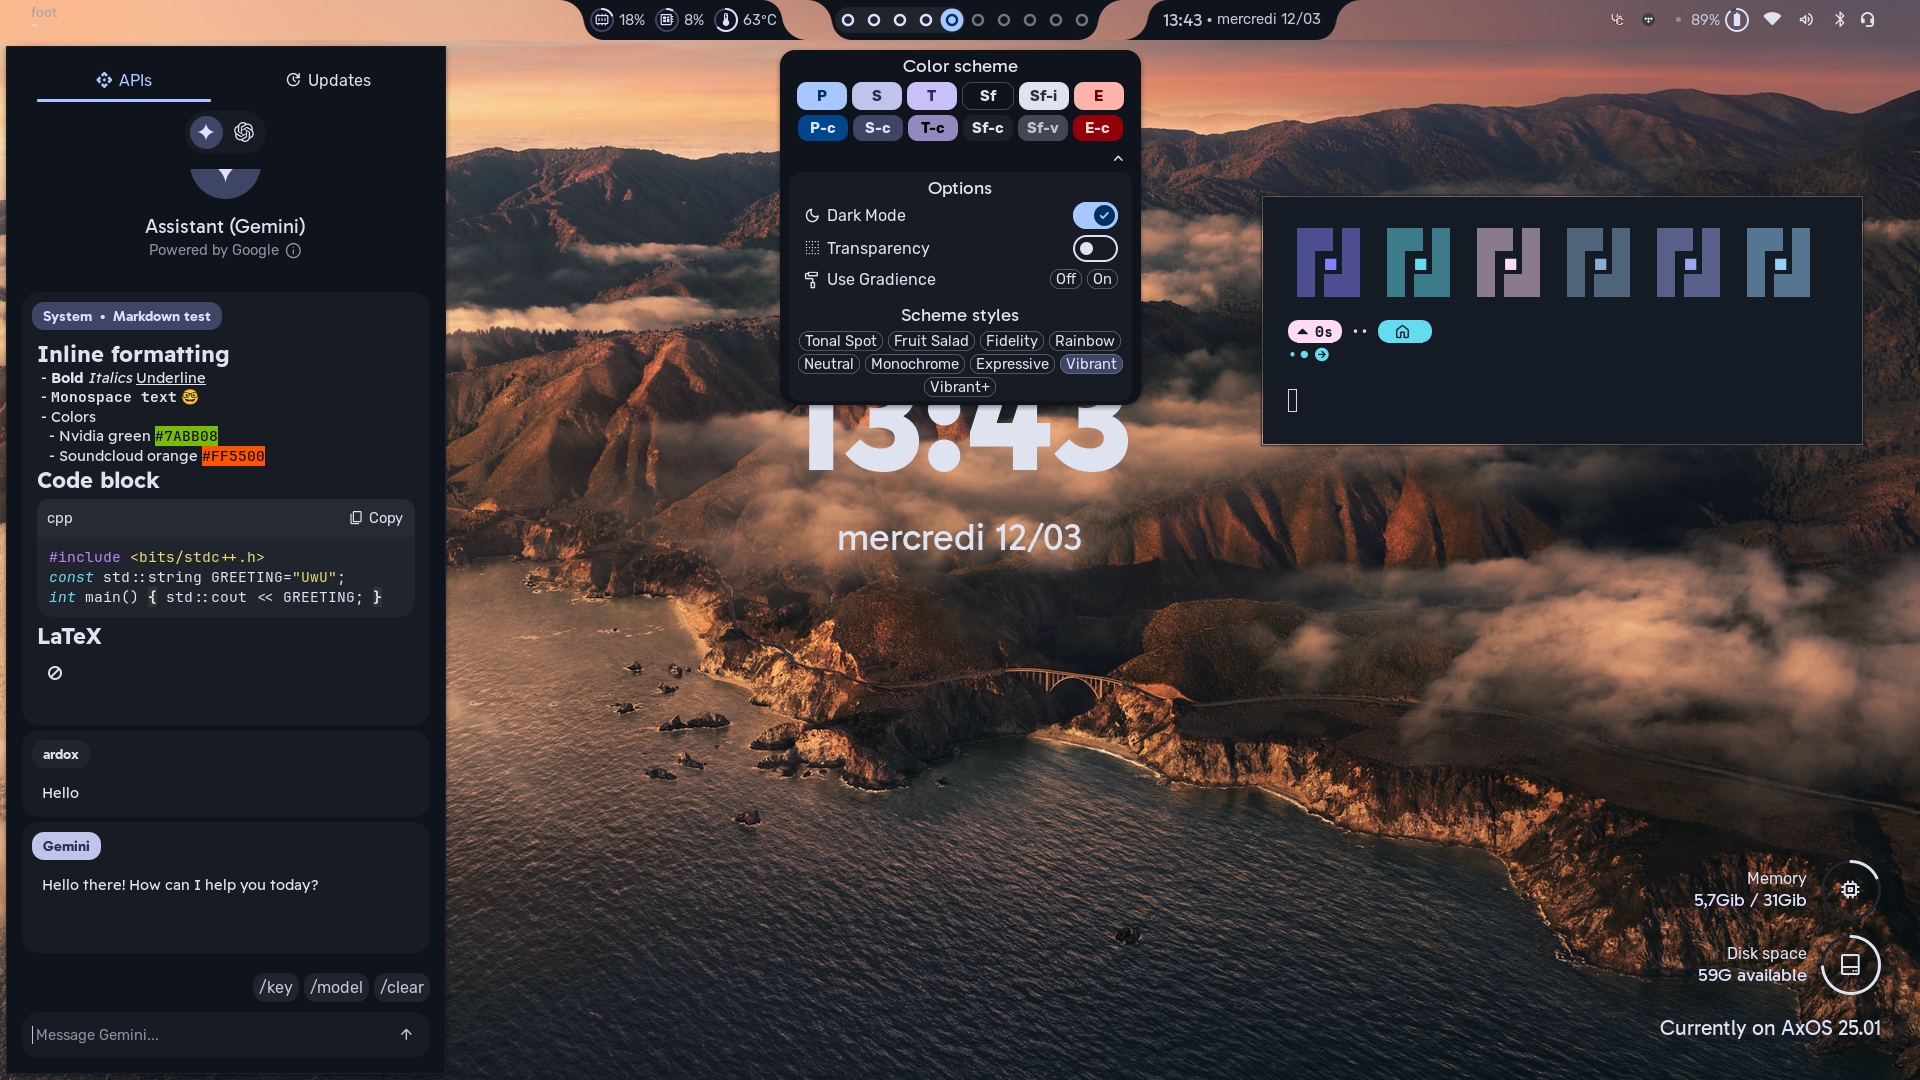 foot
18% 8% 63°C
13:43 • mercredi 12/03
89%
APIs Updates
Assistant (Gemini)
Powered by Google
System • Markdown test
Inline formatting
- Bold Italics Underline
- Monospace text 🤓
- Colors
- Nvidia green #7ABB08
- Soundcloud orange #FF5500
Code block
cpp Copy
#include <bits/stdc++.h>
const std::string GREETING="UwU";
int main() { std::cout << GREETING; }
LaTeX
ardox
Hello
Gemini
Hello there! How can I help you today?
/key /model /clear
Message Gemini...
Color scheme
P S T Sf Sf-i E
P-c S-c T-c Sf-c Sf-v E-c
Options
Dark Mode
Transparency
Use Gradience Off On
Scheme styles
Tonal Spot Fruit Salad Fidelity Rainbow
Neutral Monochrome Expressive Vibrant
Vibrant+
13:43
mercredi 12/03
0s
Memory
5,7Gib / 31Gib
Disk space
59G available
Currently on AxOS 25.01